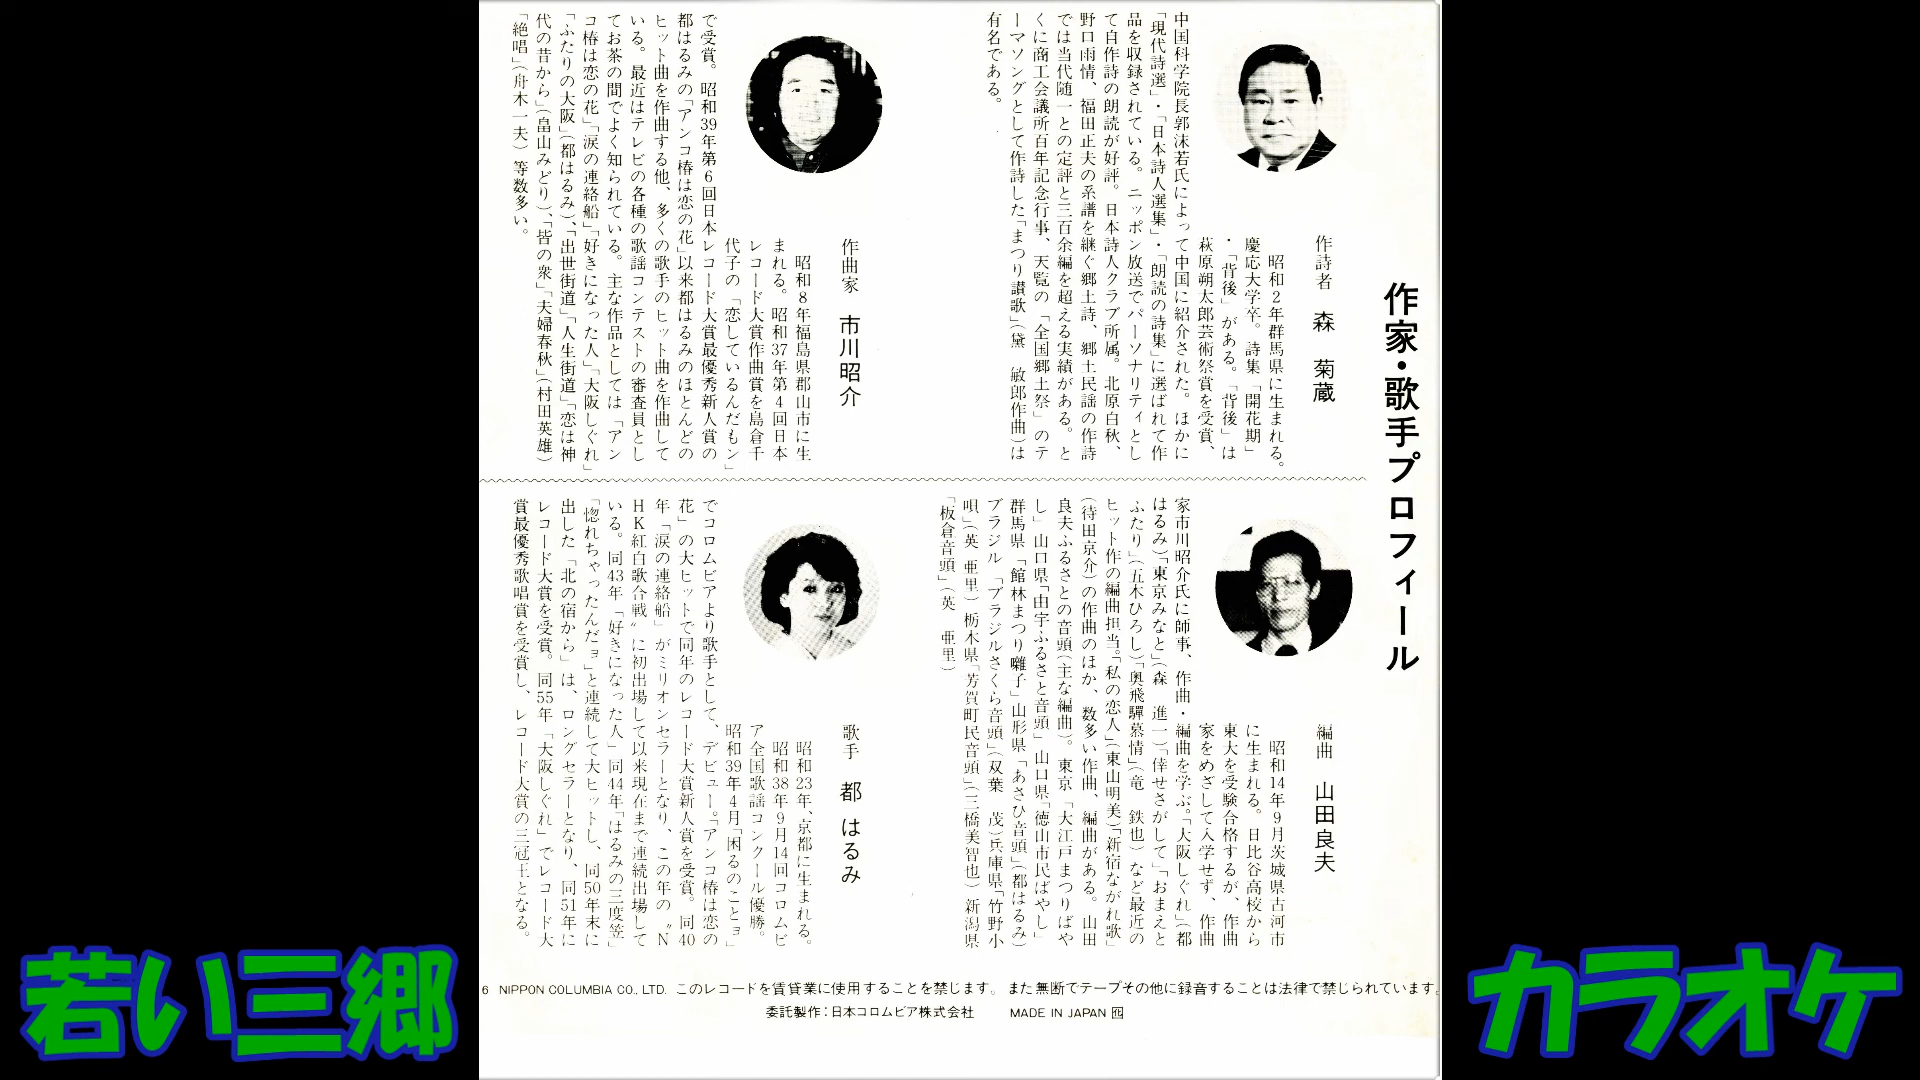 作家・歌手プロフィール
作詩者 森 菊蔵
昭和2年群馬県に生まれる。
慶応大学卒。詩集「開花期」
・「背後」がある。「背後」は
萩原朔太郎芸術祭賞を受賞、
中国科学院長郭沫若氏によって中国に紹介された。ほかに
「現代詩選」・「日本詩人選集」・「朗読の詩集」に選ばれて作
品を収録されている。ニッポン放送でパーソナリティとし
て自作詩の朗読が好評。日本詩人クラブ所属。北原白秋、
野口雨情、福田正夫の系譜を継ぐ郷土詩、郷土民謡の作詩
では当代随一との定評と三百余編を超える実績がある。と
くに商工会議所百年記念行事、天覧の「全国郷土祭」のテ
ーマソングとして作詩した「まつり讃歌」(黛 敏郎作曲)は
有名である。
作曲家 市川昭介
昭和8年福島県郡山市に生
まれる。昭和37年第4回日本
レコード大賞作曲賞を島倉千
代子の「恋しているんだもン」
で受賞。昭和39年第6回日本レコード大賞最優秀新人賞の
都はるみの「アンコ椿は恋の花」以来都はるみのほとんどの
ヒット曲を作曲する他、多くの歌手のヒット曲を作曲して
いる。最近はテレビの各種の歌謡コンテストの審査員とし
てお茶の間でよく知られている。主な作品としては「アン
コ椿は恋の花」「涙の連絡船」「好きになった人」「大阪しぐれ」
「ふたりの大阪」(都はるみ)、「出世街道」「人生街道」「恋は神
代の昔から」(畠山みどり)、「皆の衆」「夫婦春秋」(村田英雄)
「絶唱」(舟木一夫) 等数多い。
編曲 山田良夫
昭和14年9月茨城県古河市
に生まれる。日比谷高校から
東大を受験合格するが、作曲
家をめざして入学せず、作曲
家市川昭介氏に師事、作曲・編曲を学ぶ。「大阪しぐれ」(都
はるみ)「東京みなと」(森 進一)「倖せさがして」「おまえと
ふたり」(五木ひろし)「奥飛騨慕情」(竜 鉄也) など最近の
ヒット作の編曲担当。「私の恋人」(東山明美)「新宿ながれ歌」
(待田京介)の作曲のほか、数多い作曲、編曲がある。山田
良夫ふるさとの音頭(主な編曲)。東京「大江戸まつりばや
し」山口県「由宇ふるさと音頭」山口県「徳山市民ばやし」
群馬県「館林まつり囃子」山形県「あさひ音頭」(都はるみ)
ブラジル「ブラジルさくら音頭」(双葉 茂)兵庫県「竹野小
唄」(英 亜里) 栃木県「芳賀町民音頭」(三橋美智也) 新潟県
「板倉音頭」(英 亜里)
歌手 都 はるみ
昭和23年、京都に生まれる。
昭和38年9月14回コロムビ
ア全国歌謡コンクール優勝。
昭和39年4月「困るのことョ」
でコロムビアより歌手として、デビュー。「アンコ椿は恋の
花」の大ヒットで同年のレコード大賞新人賞を受賞。同40
年「涙の連絡船」がミリオンセラーとなり、この年の〝N
HK紅白歌合戦〟に初出場して以来現在まで連続出場して
いる。同43年「好きになった人」同44年「はるみの三度笠」
「惚れちゃったんだョ」と連続して大ヒットし、同50年末に
出した「北の宿から」は、ロングセラーとなり、同51年に
レコード大賞を受賞。同55年「大阪しぐれ」でレコード大
賞最優秀歌唱賞を受賞し、レコード大賞の三冠王となる。
6 NIPPON COLUMBIA CO., LTD. このレコードを賃貸業に使用することを禁じます。また無断でテープその他に録音することは法律で禁じられています。
委託製作：日本コロムビア株式会社 MADE IN JAPAN
若い三郷
カラオケ